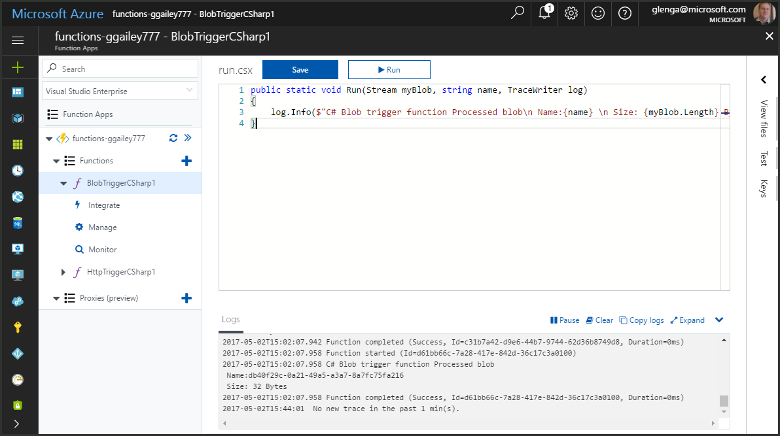 Microsoft Azure functions-ggailey777 - BlobTriggerCSharp1
1
glenga@microsoft.com
MICROSOFT
functions-ggailey777 - BlobTriggerCSharp1
Function Apps
Search
Visual Studio Enterprise
Function Apps
functions-ggailey777
Functions
BlobTriggerCSharp1
Integrate
Manage
Monitor
HttpTriggerCSharp1
Proxies (preview)
run.csx
Save
Run
1 public static void Run(Stream myBlob, string name, TraceWriter log)
2 {
3 log.Info($"C# Blob trigger function Processed blob\n Name:{name} \n Size: {myBlob.Length} B
4 }
View files
Test
Keys
Logs
Pause
Clear
Copy logs
Expand
2017-05-02T15:02:07.942 Function completed (Success, Id=c31b7a42-d9e6-44b7-9744-62d36b8749d8, Duration=0ms)
2017-05-02T15:02:07.958 Function started (Id=d61bb66c-7a28-417e-842d-36c17c3a0100)
2017-05-02T15:02:07.958 C# Blob trigger function Processed blob
Name:db40f29c-0a21-49a5-a3a7-8a7fc75fa216
Size: 32 Bytes
2017-05-02T15:02:07.958 Function completed (Success, Id=d61bb66c-7a28-417e-842d-36c17c3a0100, Duration=0ms)
2017-05-02T15:44:01 No new trace in the past 1 min(s).